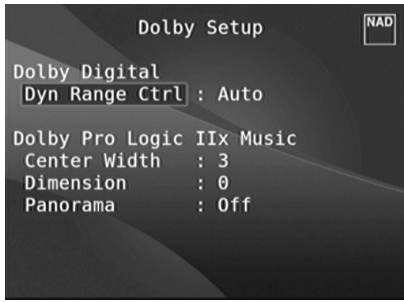 Dolby Setup
NAD
Dolby Digital
Dyn Range Ctrl : Auto
Dolby Pro Logic IIx Music
Center Width : 3
Dimension : 0
Panorama : Off